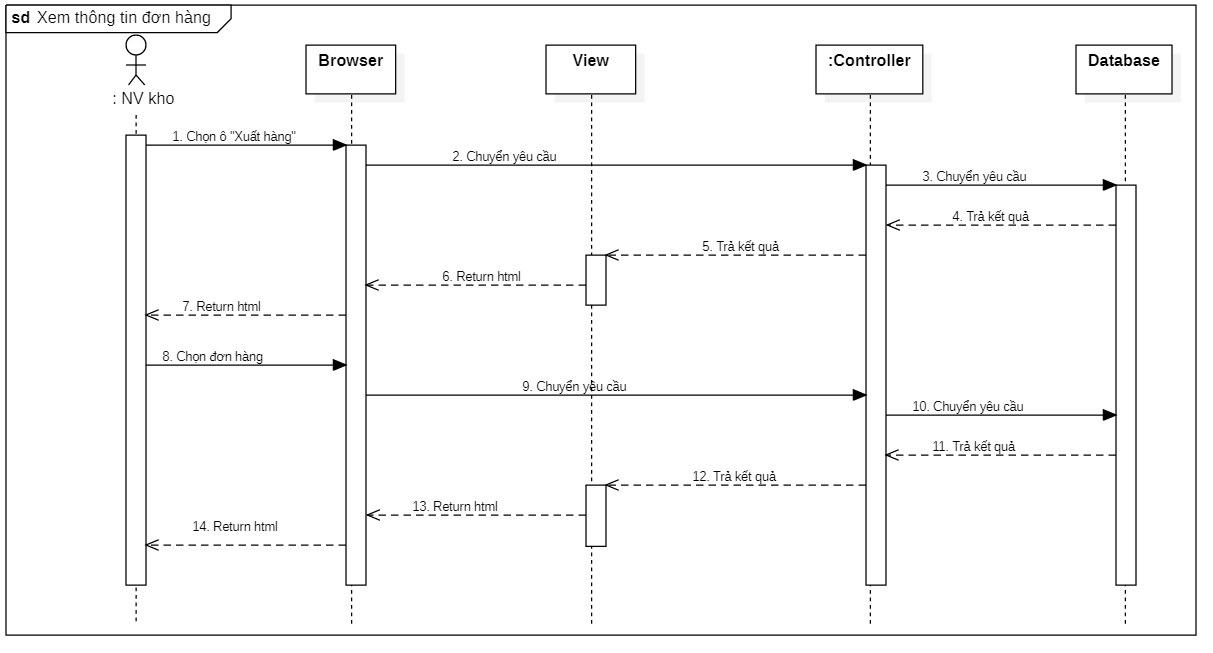 sd Xem thông tin đơn hàng
: NV kho
Browser
View
:Controller
Database
1. Chọn ô "Xuất hàng"
2. Chuyển yêu cầu
3. Chuyển yêu cầu
4. Trả kết quả
5. Trả kết quả
6. Return html
7. Return html
8. Chọn đơn hàng
9. Chuyển yêu cầu
10. Chuyển yêu cầu
11. Trả kết quả
12. Trả kết quả
13. Return html
14. Return html